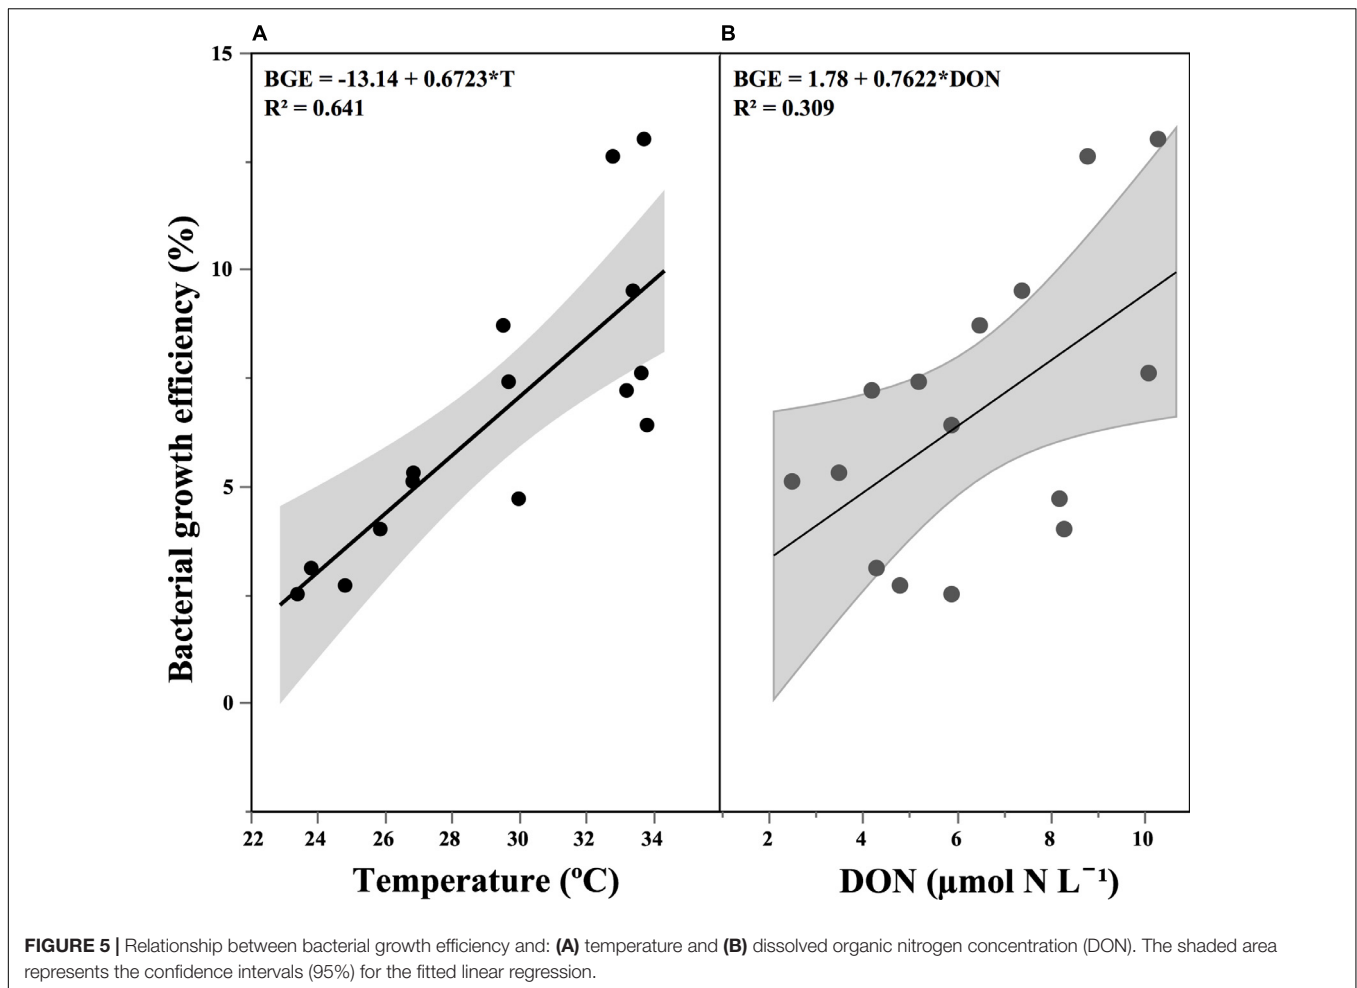 A
B
BGE = -13.14 + 0.6723*T
R² = 0.641
BGE = 1.78 + 0.7622*DON
R² = 0.309
15
10
5
0
Bacterial growth efficiency (%)
22 24 26 28 30 32 34
2 4 6 8 10
Temperature (ºC)
DON (µmol N L⁻¹)
FIGURE 5 | Relationship between bacterial growth efficiency and: (A) temperature and (B) dissolved organic nitrogen concentration (DON). The shaded area
represents the confidence intervals (95%) for the fitted linear regression.